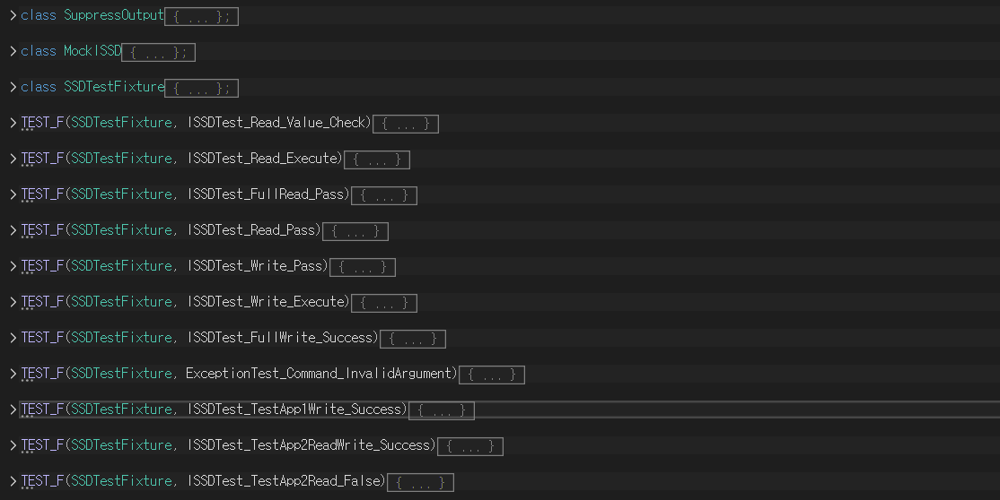 class SuppressOutput{ ... };
class MockISSD{ ... };
class SSDTestFixture{ ... };
TEST_F(SSDTestFixture, ISSDTest_Read_Value_Check){ ... }
TEST_F(SSDTestFixture, ISSDTest_Read_Execute){ ... }
TEST_F(SSDTestFixture, ISSDTest_FullRead_Pass){ ... }
TEST_F(SSDTestFixture, ISSDTest_Read_Pass){ ... }
TEST_F(SSDTestFixture, ISSDTest_Write_Pass){ ... }
TEST_F(SSDTestFixture, ISSDTest_Write_Execute){ ... }
TEST_F(SSDTestFixture, ISSDTest_FullWrite_Success){ ... }
TEST_F(SSDTestFixture, ExceptionTest_Command_InvalidArgument){ ... }
TEST_F(SSDTestFixture, ISSDTest_TestApp1Write_Success){ ... }
TEST_F(SSDTestFixture, ISSDTest_TestApp2ReadWrite_Success){ ... }
TEST_F(SSDTestFixture, ISSDTest_TestApp2Read_False){ ... }